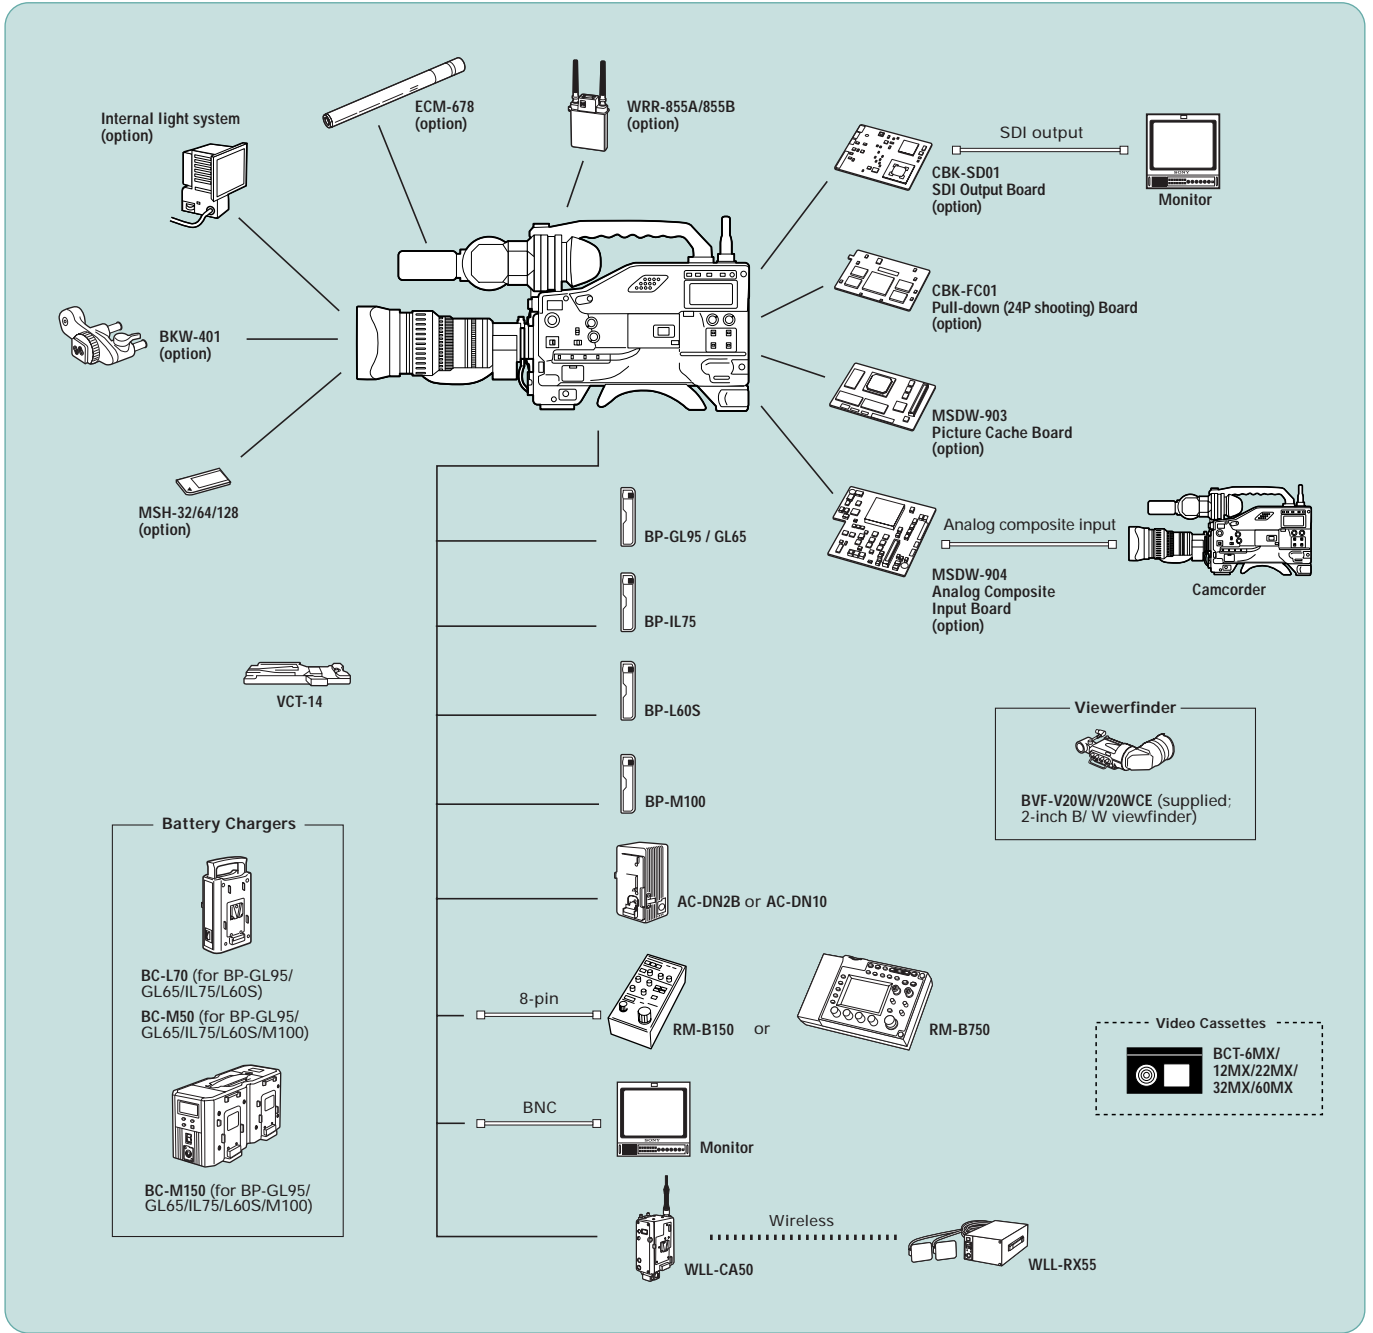 Internal light system
(option)
ECM-678
(option)
WRR-855A/855B
(option)
SDI output
CBK-SD01
SDI Output Board
(option)
SONY
Monitor
BKW-401
(option)
CBK-FC01
Pull-down (24P shooting) Board
(option)
MSDW-903
Picture Cache Board
(option)
MSH-32/64/128
(option)
Analog composite input
MSDW-904
Analog Composite
Input Board
(option)
Camcorder
BP-GL95 / GL65
BP-IL75
VCT-14
BP-L60S
BP-M100
Viewerfinder
BVF-V20W/V20WCE (supplied;
2-inch B/ W viewfinder)
Battery Chargers
BC-L70 (for BP-GL95/
GL65/IL75/L60S)
BC-M50 (for BP-GL95/
GL65/IL75/L60S/M100)
BC-M150 (for BP-GL95/
GL65/IL75/L60S/M100)
AC-DN2B or AC-DN10
8-pin
RM-B150 or RM-B750
Video Cassettes
BCT-6MX/
12MX/22MX/
32MX/60MX
BNC
SONY
Monitor
Wireless
WLL-CA50
WLL-RX55